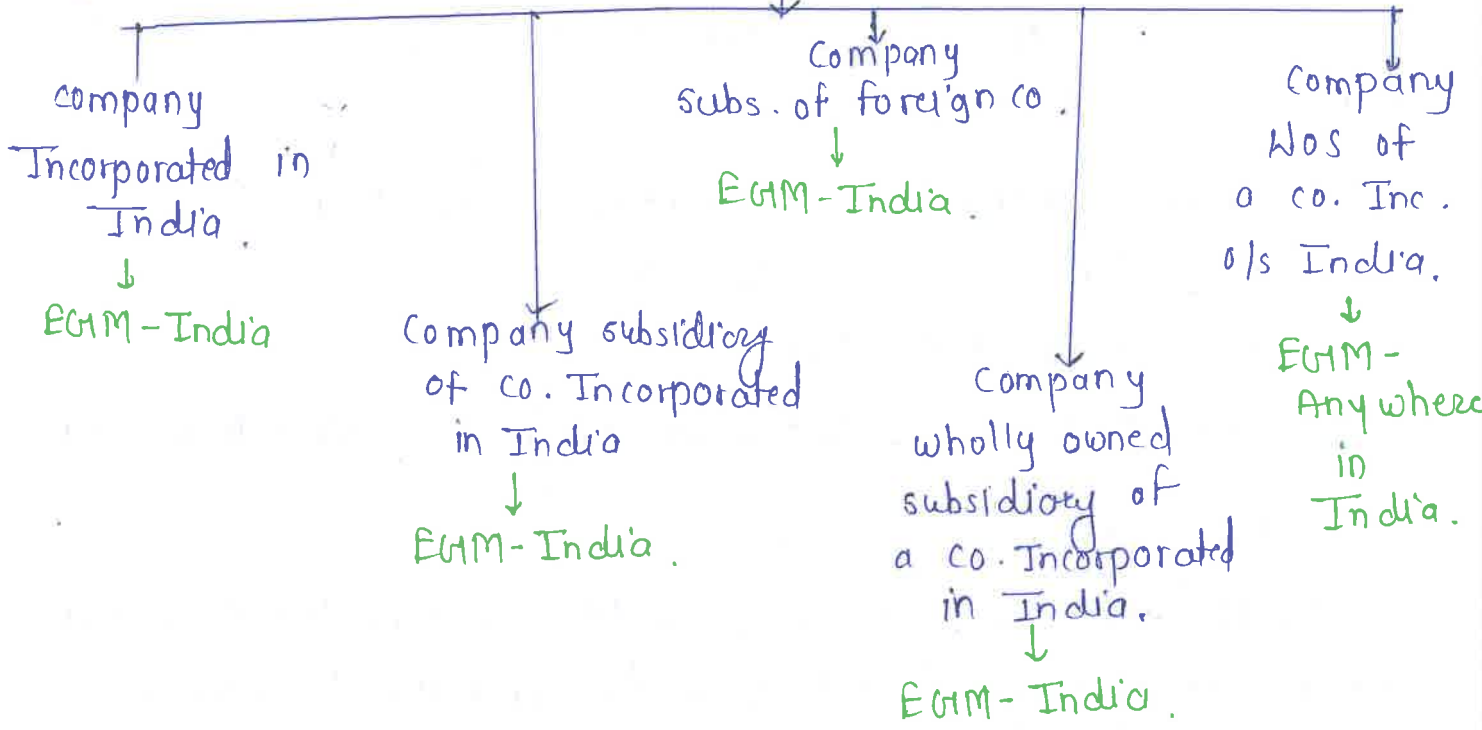 company
Incorporated in
India.
↓
EGM - India
Company subsidiary
of co. Incorporated
in India
↓
EGM - India.
Company
subs. of foreign co.
↓
EGM - India.
Company
wholly owned
subsidiary of
a co. Incorporated
in India.
↓
EGM - India.
Company
WOS of
a co. Inc.
o/s India.
↓
EGM -
Anywhere
in
India.